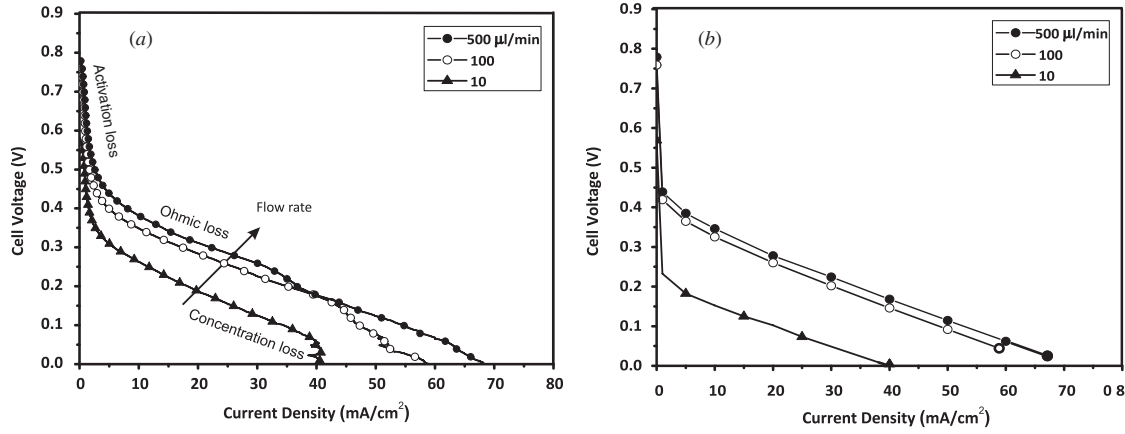 (a)
500 µl/min
100
10
Activation loss
Ohmic loss
Flow rate
Concentration loss
Cell Voltage (V)
0.9
0.8
0.7
0.6
0.5
0.4
0.3
0.2
0.1
0.0
0 10 20 30 40 50 60 70 80
Current Density (mA/cm²)
(b)
500 µl/min
100
10
Cell Voltage (V)
0.9
0.8
0.7
0.6
0.5
0.4
0.3
0.2
0.1
0.0
0 10 20 30 40 50 60 70 0 8
Current Density (mA/cm²)